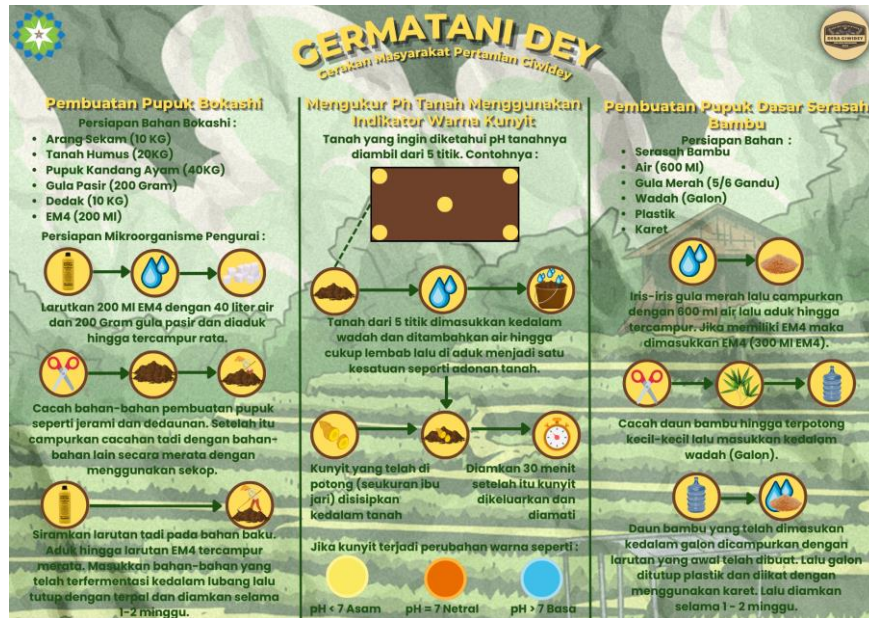 GERMATANI DEY
Gerakan Masyarakat Pertanian Ciwidey
DESA CIWIDEY
Pembuatan Pupuk Bokashi
Persiapan Bahan Bokashi :
• Arang Sekam (10 KG)
• Tanah Humus (20KG)
• Pupuk Kandang Ayam (40KG)
• Gula Pasir (200 Gram)
• Dedak (10 KG)
• EM4 (200 Ml)
Persiapan Mikroorganisme Pengurai :
Larutkan 200 Ml EM4 dengan 40 liter air
dan 200 Gram gula pasir dan diaduk
hingga tercampur rata.
Cacah bahan-bahan pembuatan pupuk
seperti jerami dan dedaunan. Setelah itu
campurkan cacahan tadi dengan bahan-
bahan lain secara merata dengan
menggunakan sekop.
Siramkan larutan tadi pada bahan baku.
Aduk hingga larutan EM4 tercampur
merata. Masukkan bahan-bahan yang
telah terfermentasi kedalam lubang lalu
tutup dengan terpal dan diamkan selama
1-2 minggu.
Mengukur Ph Tanah Menggunakan
Indikator Warna Kunyit
Tanah yang ingin diketahui pH tanahnya
diambil dari 5 titik. Contohnya :
Tanah dari 5 titik dimasukkan kedalam
wadah dan ditambahkan air hingga
cukup lembab lalu di aduk menjadi satu
kesatuan seperti adonan tanah.
Kunyit yang telah di
potong (seukuran ibu
jari) disisipkan
kedalam tanah
Diamkan 30 menit
setelah itu kunyit
dikeluarkan dan
diamati
Jika kunyit terjadi perubahan warna seperti :
pH < 7 Asam
pH = 7 Netral
pH > 7 Basa
Pembuatan Pupuk Dasar Serasah
Bambu
Persiapan Bahan :
• Serasah Bambu
• Air (600 Ml)
• Gula Merah (5/6 Gandu)
• Wadah (Galon)
• Plastik
• Karet
Iris-iris gula merah lalu campurkan
dengan 600 ml air lalu aduk hingga
tercampur. Jika memiliki EM4 maka
dimasukkan EM4 (300 Ml EM4).
Cacah daun bambu hingga terpotong
kecil-kecil lalu masukkan kedalam
wadah (Galon).
Daun bambu yang telah dimasukan
kedalam galon dicampurkan dengan
larutan yang awal telah dibuat. Lalu galon
ditutup plastik dan diikat dengan
menggunakan karet. Lalu diamkan
selama 1 - 2 minggu.